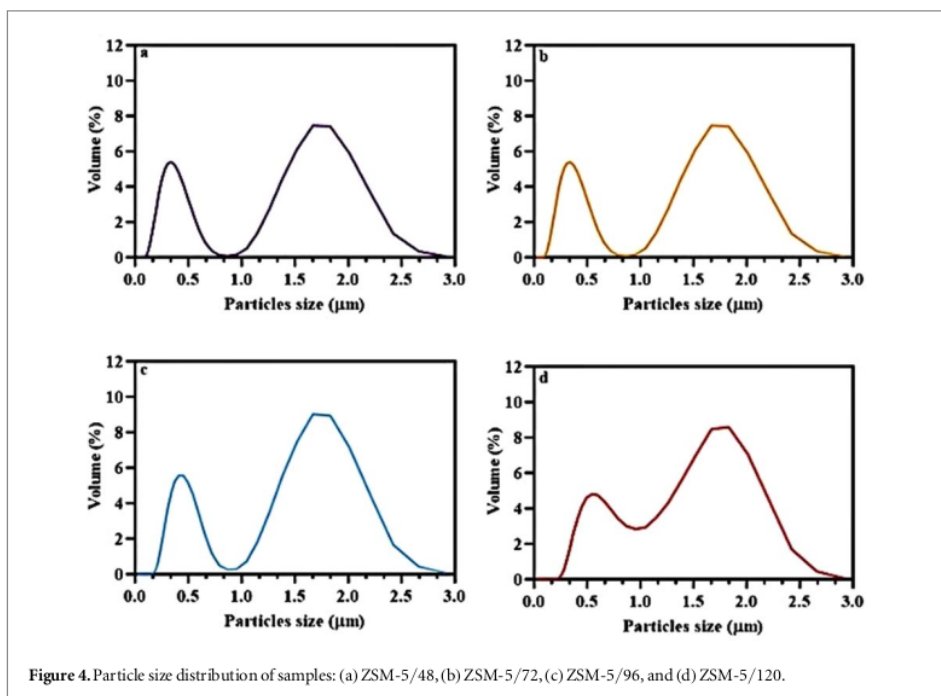 a
12
10
8
6
4
2
0
Volume (%)
0.0 0.5 1.0 1.5 2.0 2.5 3.0
Particles size (μm)
b
12
10
8
6
4
2
0
Volume (%)
0.0 0.5 1.0 1.5 2.0 2.5 3.0
Particles size (μm)
c
12
10
8
6
4
2
0
Volume (%)
0.0 0.5 1.0 1.5 2.0 2.5 3.0
Particles size (μm)
d
12
10
8
6
4
2
0
Volume (%)
0.0 0.5 1.0 1.5 2.0 2.5 3.0
Particles size (μm)
Figure 4. Particle size distribution of samples: (a) ZSM-5/48, (b) ZSM-5/72, (c) ZSM-5/96, and (d) ZSM-5/120.